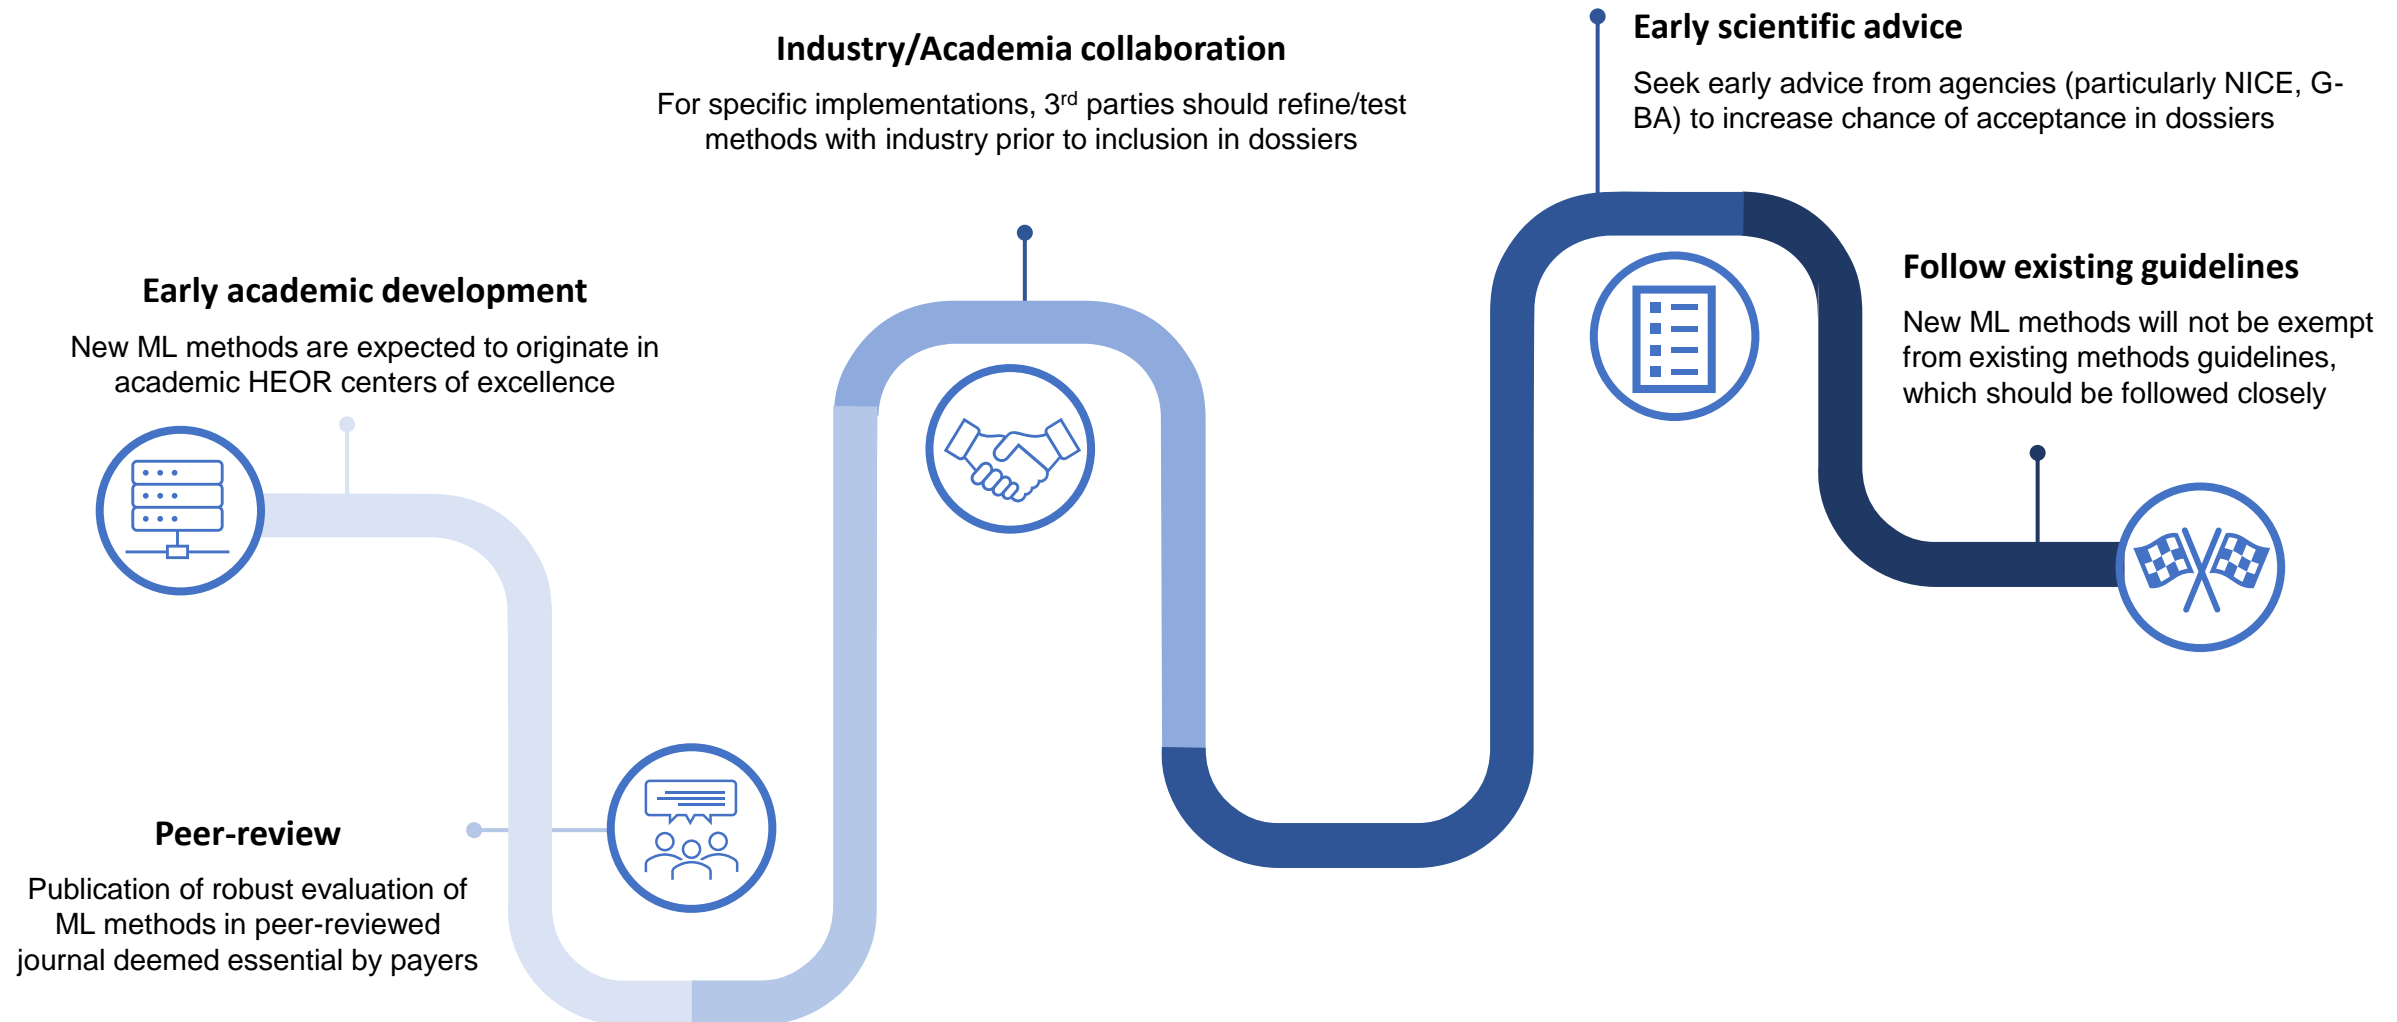 Early academic development
New ML methods are expected to originate in
academic HEOR centers of excellence
Peer-review
Publication of robust evaluation of
ML methods in peer-reviewed
journal deemed essential by payers
Industry/Academia collaboration
For specific implementations, 3rd parties should refine/test
methods with industry prior to inclusion in dossiers
Early scientific advice
Seek early advice from agencies (particularly NICE, G-
BA) to increase chance of acceptance in dossiers
Follow existing guidelines
New ML methods will not be exempt
from existing methods guidelines,
which should be followed closely